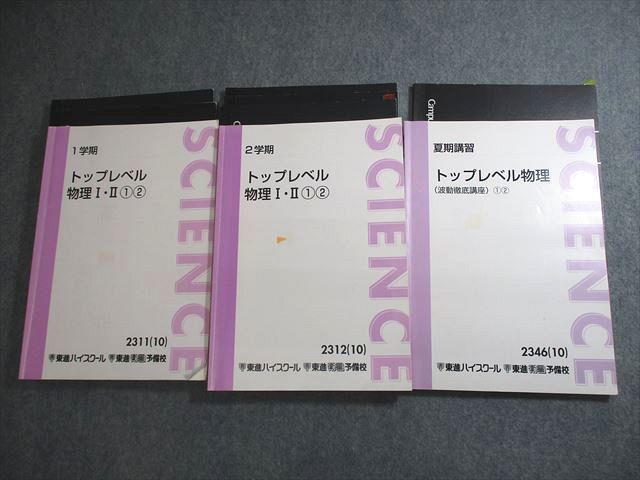 1学期
トップレベル
物理Ⅰ・Ⅱ①②
SCIENCE
2311(10)
東進ハイスクール 東進衛星予備校
2学期
トップレベル
物理Ⅰ・Ⅱ①②
SCIENCE
2312(10)
東進ハイスクール 東進衛星予備校
Campus
夏期講習
トップレベル物理
(波動徹底講座) ①②
SCIENCE
2346(10)
東進ハイスクール 東進衛星予備校